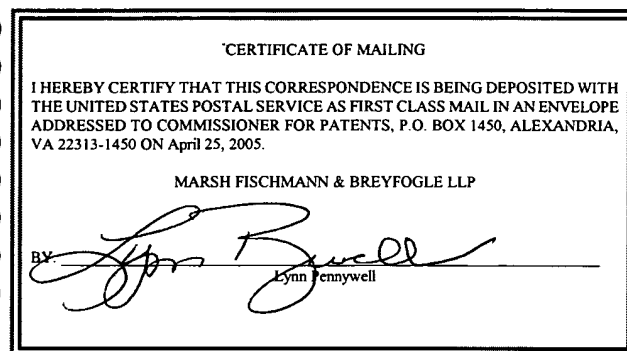 CERTIFICATE OF MAILING
I HEREBY CERTIFY THAT THIS CORRESPONDENCE IS BEING DEPOSITED WITH
THE UNITED STATES POSTAL SERVICE AS FIRST CLASS MAIL IN AN ENVELOPE
ADDRESSED TO COMMISSIONER FOR PATENTS, P.O. BOX 1450, ALEXANDRIA,
VA 22313-1450 ON April 25, 2005.
MARSH FISCHMANN & BREYFOGLE LLP
BY:
Lynn Pennywell